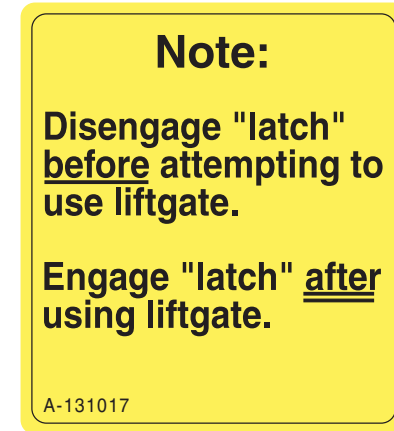 Note:
Disengage "latch"
before attempting to
use liftgate.
Engage "latch" after
using liftgate.
A-131017